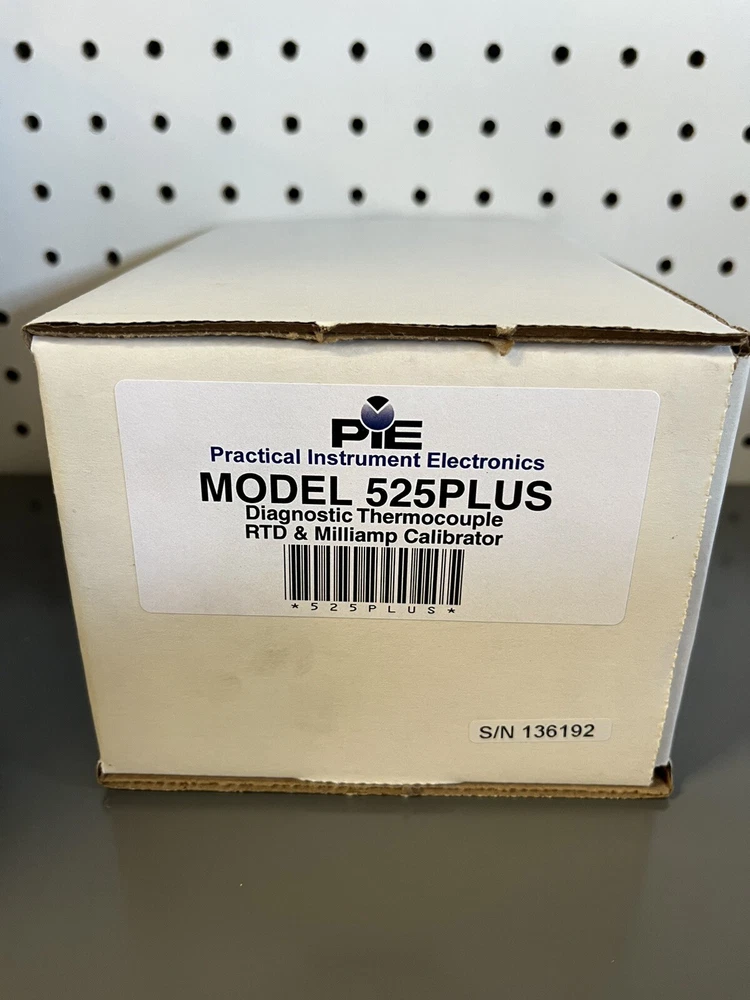 PIE
Practical Instrument Electronics
MODEL 525PLUS
Diagnostic Thermocouple
RTD & Milliamp Calibrator
*525PLUS*
S/N 136192